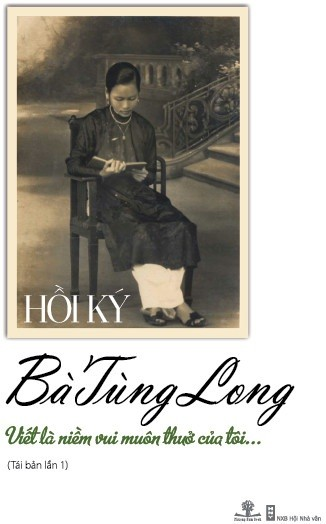 HỒI KÝ
Bà Tùng Long
Viết là niềm vui muôn thuở của tôi...
(Tái bản lần 1)
NXB Hội Nhà văn